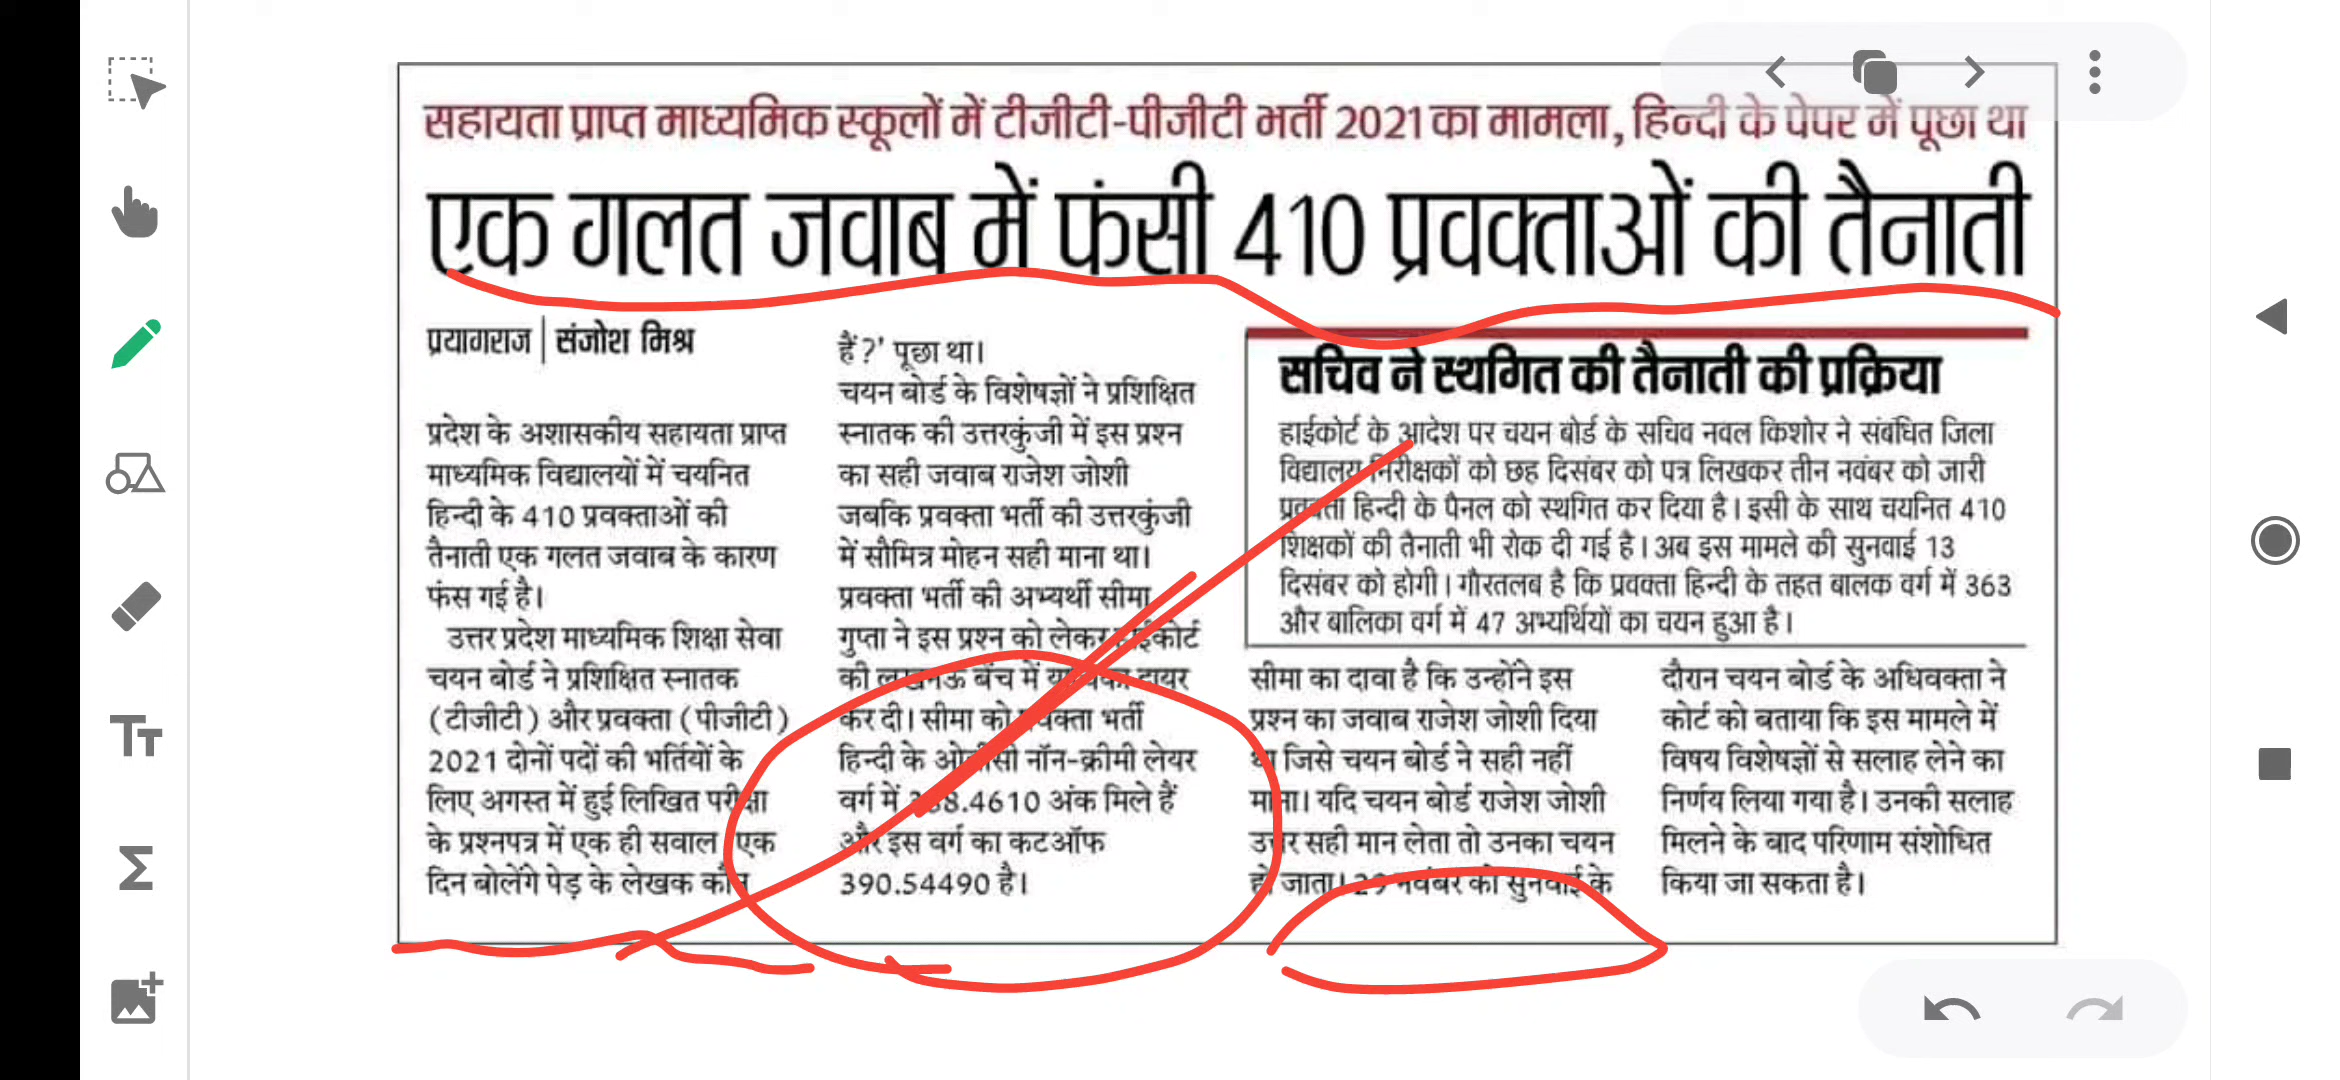 सहायता प्राप्त माध्यमिक स्कूलों में टीजीटी-पीजीटी भर्ती 2021 का मामला, हिन्दी के पेपर में पूछा था
एक गलत जवाब में फंसी 410 प्रवक्ताओं की तैनाती
प्रयागराज | संजोश मिश्र
प्रदेश के अशासकीय सहायता प्राप्त
माध्यमिक विद्यालयों में चयनित
हिन्दी के 410 प्रवक्ताओं की
तैनाती एक गलत जवाब के कारण
फंस गई है।
उत्तर प्रदेश माध्यमिक शिक्षा सेवा
चयन बोर्ड ने प्रशिक्षित स्नातक
(टीजीटी) और प्रवक्ता (पीजीटी)
2021 दोनों पदों की भर्तियों के
लिए अगस्त में हुई लिखित परीक्षा
के प्रश्नपत्र में एक ही सवाल 'एक
दिन बोलेंगे पेड़ के लेखक कौन
हैं?' पूछा था।
चयन बोर्ड के विशेषज्ञों ने प्रशिक्षित
स्नातक की उत्तरकुंजी में इस प्रश्न
का सही जवाब राजेश जोशी
जबकि प्रवक्ता भर्ती की उत्तरकुंजी
में सौमित्र मोहन सही माना था।
प्रवक्ता भर्ती की अभ्यर्थी सीमा
गुप्ता ने इस प्रश्न को लेकर हाईकोर्ट
की लखनऊ बेंच में याचिका दायर
कर दी। सीमा को प्रवक्ता भर्ती
हिन्दी के ओबीसी नॉन-क्रीमी लेयर
वर्ग में अंक मिले हैं
और इस वर्ग का कटऑफ
390.54490 है।
सचिव ने स्थगित की तैनाती की प्रक्रिया
हाईकोर्ट के आदेश पर चयन बोर्ड के सचिव नवल किशोर ने संबंधित जिला
विद्यालय निरीक्षकों को छह दिसंबर को पत्र लिखकर तीन नवंबर को जारी
प्रवक्ता हिन्दी के पैनल को स्थगित कर दिया है। इसी के साथ चयनित 410
शिक्षकों की तैनाती भी रोक दी गई है। अब इस मामले की सुनवाई 13
दिसंबर को होगी। गौरतलब है कि प्रवक्ता हिन्दी के तहत बालक वर्ग में 363
और बालिका वर्ग में 47 अभ्यर्थियों का चयन हुआ है।
सीमा का दावा है कि उन्होंने इस
प्रश्न का जवाब राजेश जोशी दिया
था जिसे चयन बोर्ड ने सही नहीं
माना। यदि चयन बोर्ड राजेश जोशी
उत्तर सही मान लेता तो उनका चयन
हो जाता। 29 नवंबर की सुनवाई के
दौरान चयन बोर्ड के अधिवक्ता ने
कोर्ट को बताया कि इस मामले में
विषय विशेषज्ञों से सलाह लेने का
निर्णय लिया गया है। उनकी सलाह
मिलने के बाद परिणाम संशोधित
किया जा सकता है।